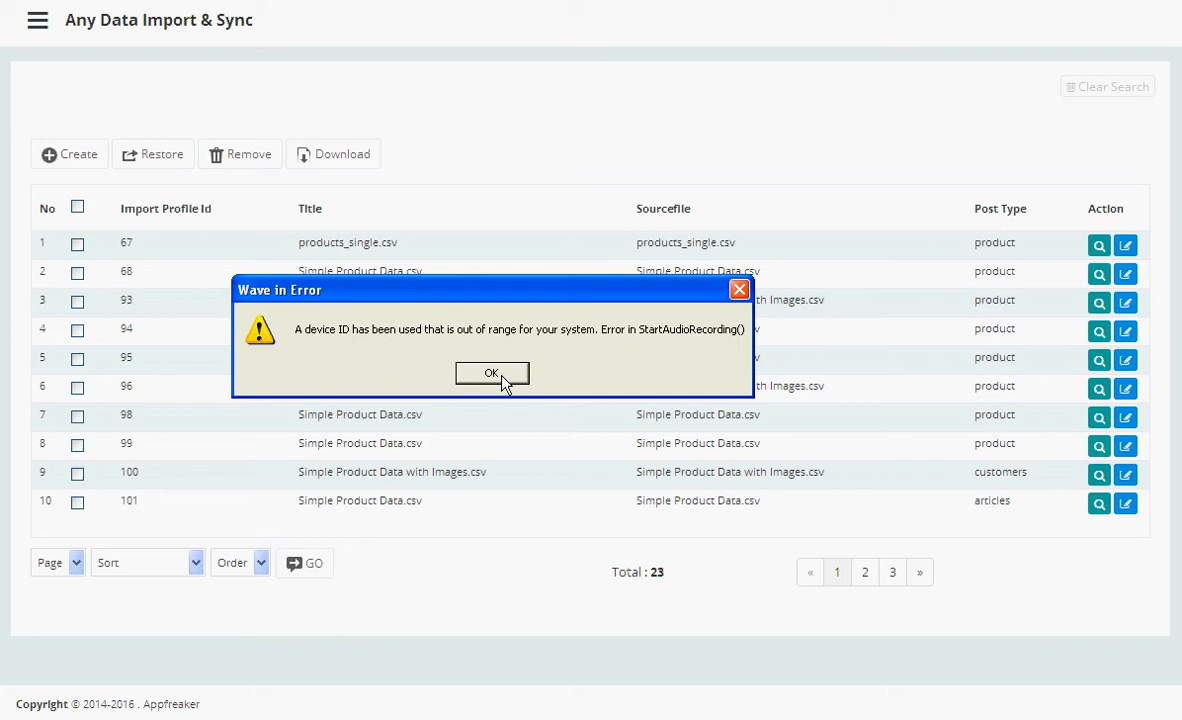 Any Data Import & Sync
Clear Search
Create Restore Remove Download
No Import Profile Id Title Sourcefile Post Type Action
1 67 products_single.csv products_single.csv product
2 68 Simple Product Data.csv Simple Product Data.csv product
Wave in Error
3 93 th Images.csv product
A device ID has been used that is out of range for your system. Error in StartAudioRecording()
4 94 product
5 95 product
OK
6 96 th Images.csv product
7 98 Simple Product Data.csv Simple Product Data.csv product
8 99 Simple Product Data.csv Simple Product Data.csv product
9 100 Simple Product Data with Images.csv Simple Product Data with Images.csv customers
10 101 Simple Product Data.csv Simple Product Data.csv articles
Page Sort Order GO
Total : 23
« 1 2 3 »
Copyright © 2014-2016 . Appfreaker